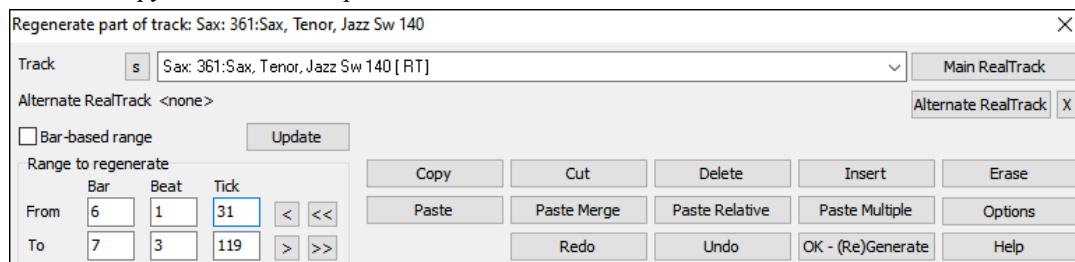 Regenerate part of track: Sax: 361:Sax, Tenor, Jazz Sw 140
Track s Sax: 361:Sax, Tenor, Jazz Sw 140 [ RT] Main RealTrack
Alternate RealTrack <none> Alternate RealTrack X
Bar-based range Update
Range to regenerate
Copy Cut Delete Insert Erase
Bar Beat Tick
From 6 1 31 < << Paste Paste Merge Paste Relative Paste Multiple Options
To 7 3 119 > >> Redo Undo OK - (Re)Generate Help